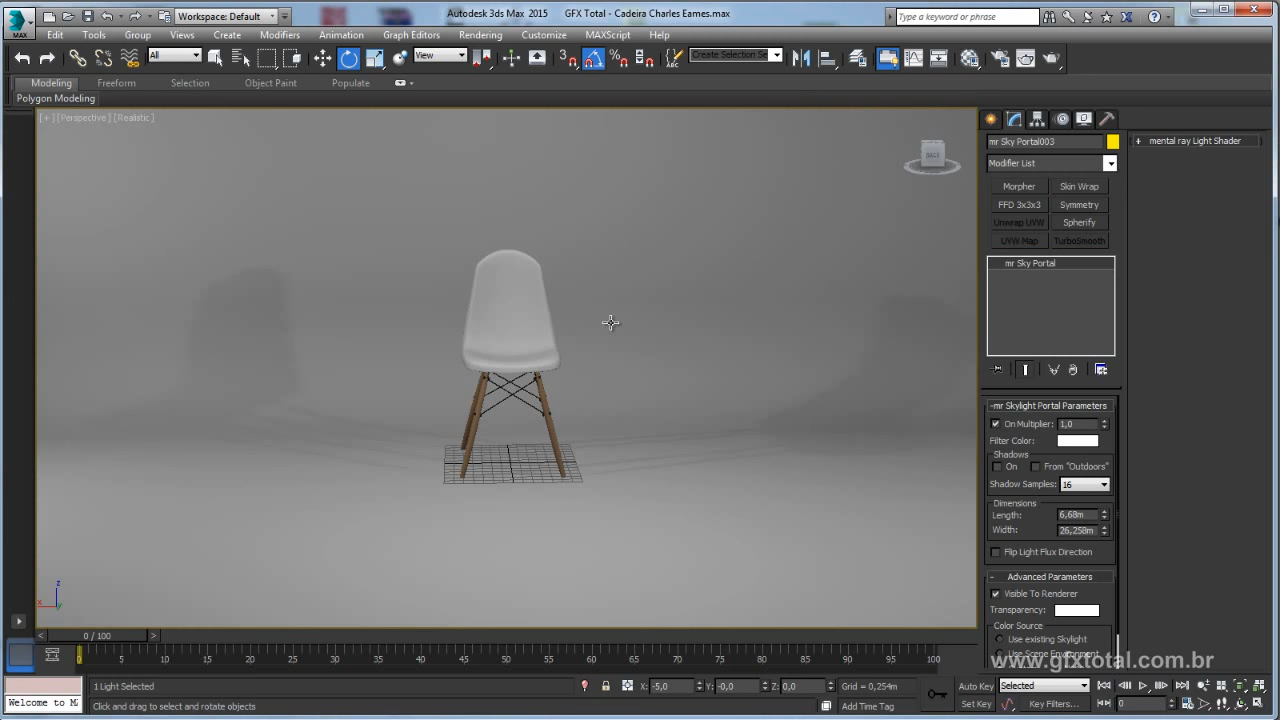 Workspace: Default
Autodesk 3ds Max 2015 GFX Total - Cadeira Charles Eames.max
Type a keyword or phrase
MAX
Edit Tools Group Views Create Modifiers Animation Graph Editors Rendering Customize MAXScript Help
All
View
3
Create Selection Se
ABC
Modeling Freeform Selection Object Paint Populate
Polygon Modeling
[+][Perspective][Realistic]
BACK
mr Sky Portal003
+ mental ray Light Shader
Modifier List
Morpher Skin Wrap
FFD 3x3x3 Symmetry
Unwrap UVW Spherify
UVW Map TurboSmooth
mr Sky Portal
- mr Skylight Portal Parameters
On Multiplier: 1,0
Filter Color:
Shadows
On From "Outdoors"
Shadow Samples: 16
Dimensions
Length: 6,68m
Width: 26,258m
Flip Light Flux Direction
- Advanced Parameters
Visible To Renderer
Transparency:
Color Source
Use existing Skylight
Use Scene Environment
www.gfxtotal.com.br
z
x
y
< 0 / 100 >
0 5 10 15 20 25 30 35 40 45 50 55 60 65 70 75 80 85 90 95 100
1 Light Selected
X: -5,0 Y: -0,0 Z: 0,0 Grid = 0,254m
Auto Key Selected
Welcome to M
Click and drag to select and rotate objects
Add Time Tag
Set Key Key Filters... 0